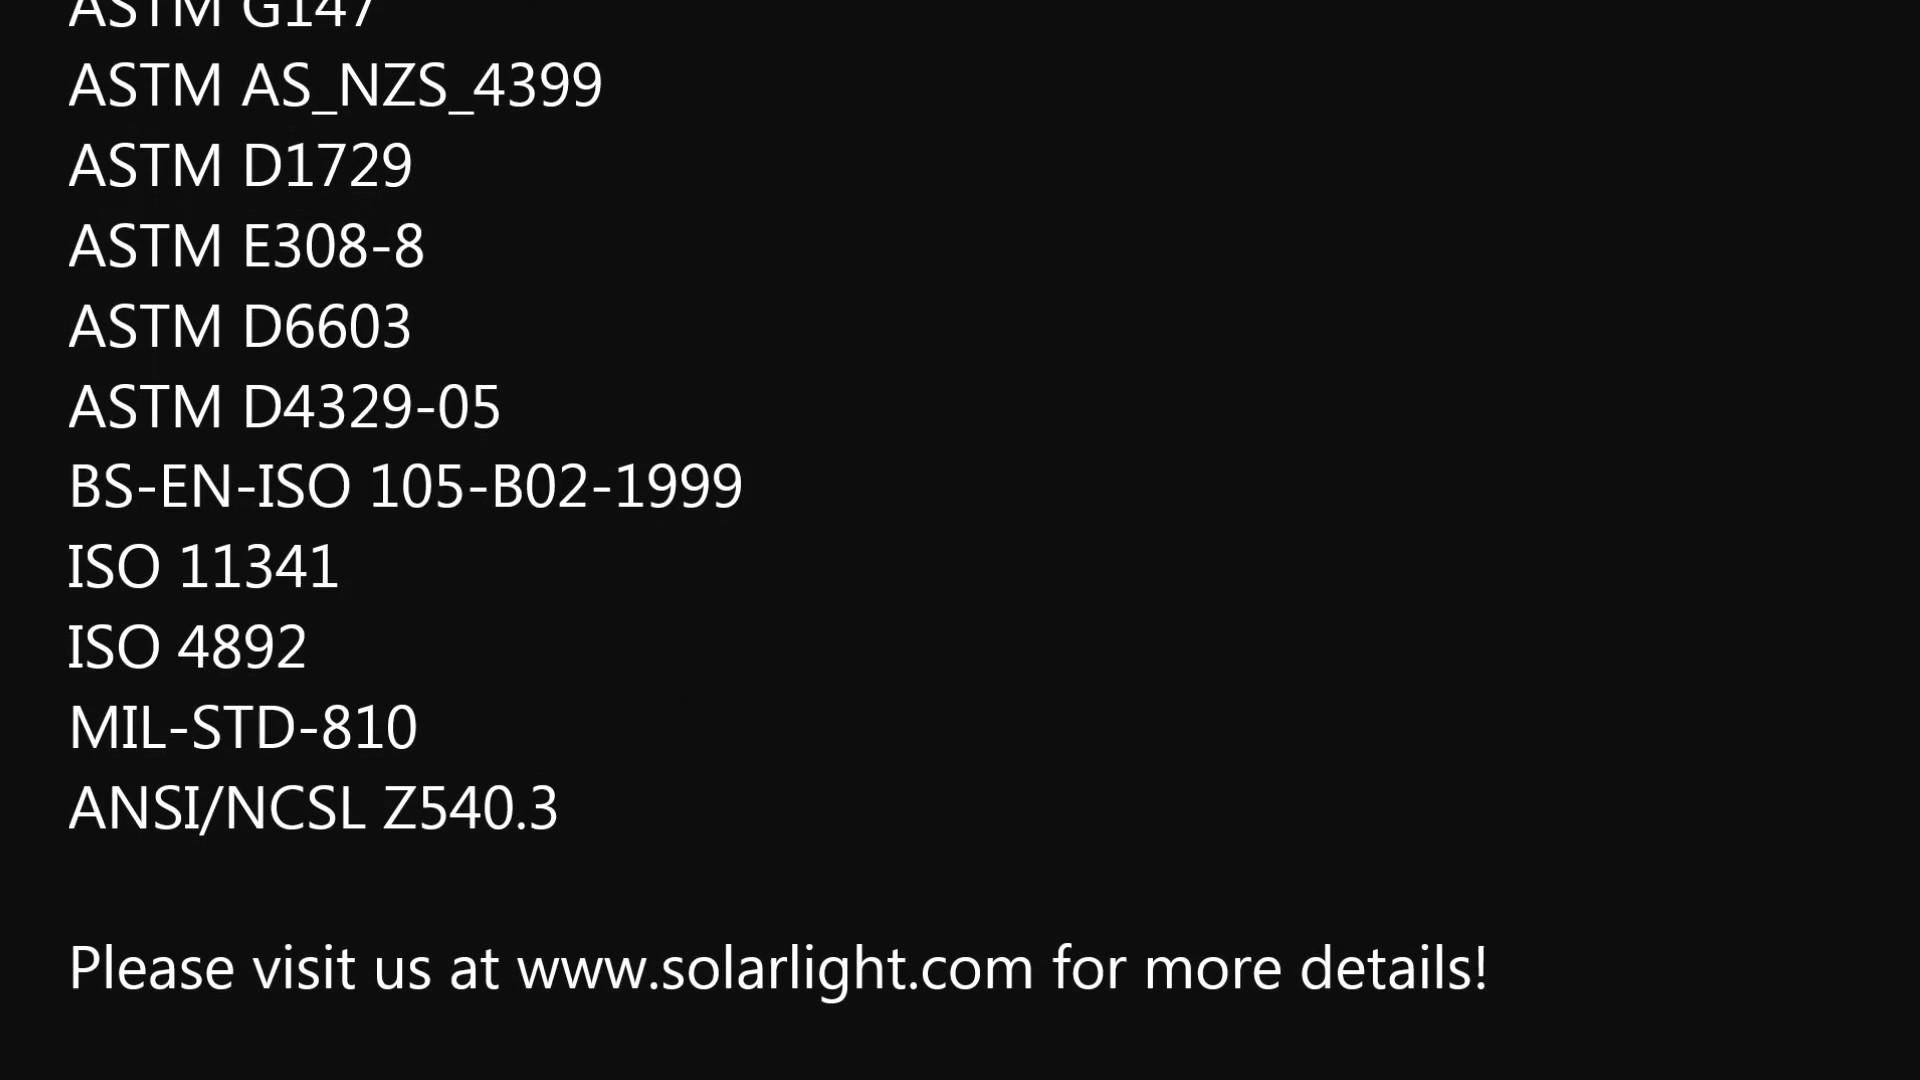 ASTM G147
ASTM AS_NZS_4399
ASTM D1729
ASTM E308-8
ASTM D6603
ASTM D4329-05
BS-EN-ISO 105-B02-1999
ISO 11341
ISO 4892
MIL-STD-810
ANSI/NCSL Z540.3
Please visit us at www.solarlight.com for more details!